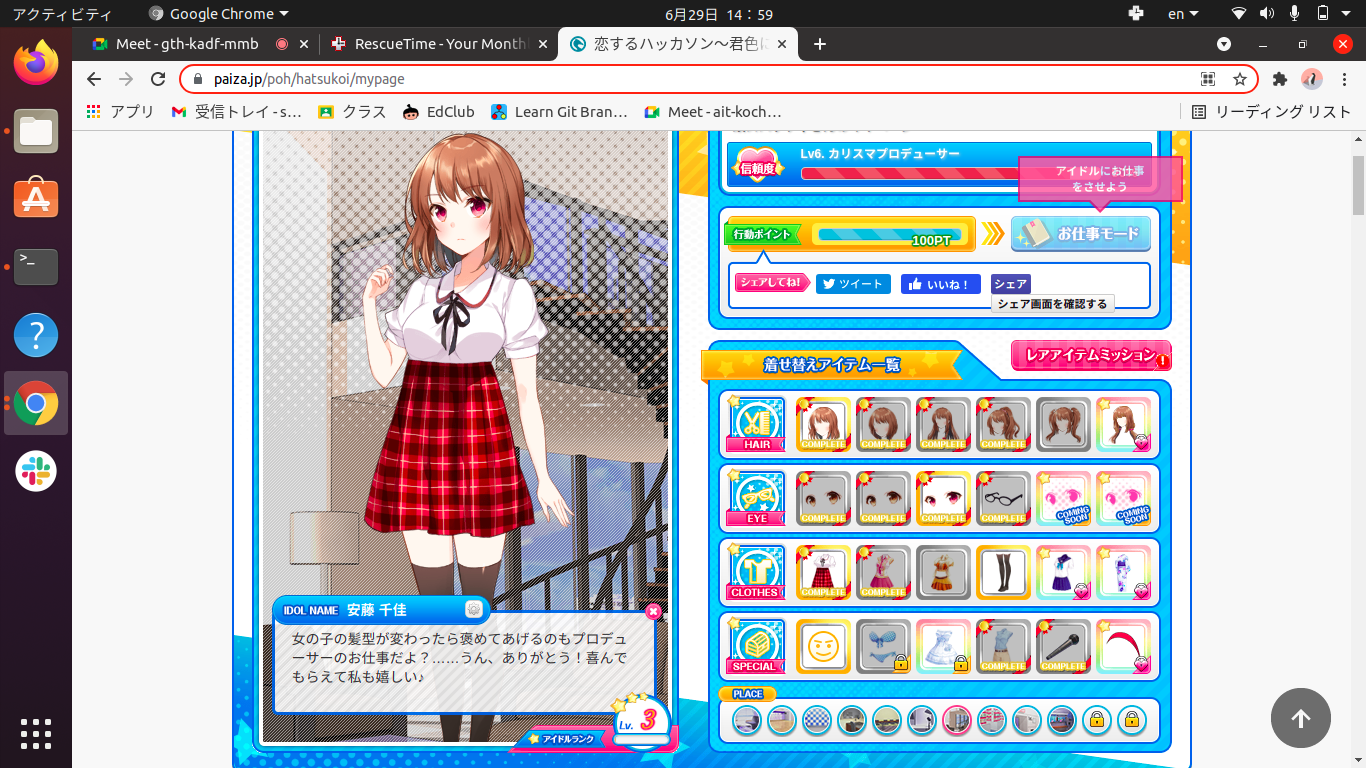 アクティビティ
Google Chrome
6月29日 14：59
en
Meet - gth-kadf-mmb
RescueTime - Your Month
恋するハッカソン〜君色に
paiza.jp/poh/hatsukoi/mypage
アプリ
受信トレイ - s…
クラス
EdClub
Learn Git Bran…
Meet - ait-koch…
リーディング リスト
信頼度
Lv6. カリスマプロデューサー
アイドルにお仕事
をさせよう
行動ポイント
100PT
お仕事モード
シェアしてね!
ツイート
いいね！
シェア
シェア画面を確認する
着せ替えアイテム一覧
レアアイテムミッション
!
HAIR
COMPLETE
COMPLETE
COMPLETE
COMPLETE
EYE
COMPLETE
COMPLETE
COMPLETE
COMPLETE
COMING SOON
COMING SOON
CLOTHES
COMPLETE
COMPLETE
SPECIAL
COMPLETE
COMPLETE
PLACE
IDOL NAME 安藤 千佳
女の子の髪型が変わったら褒めてあげるのもプロデュ
ーサーのお仕事だよ？……うん、ありがとう！喜んで
もらえて私も嬉しい♪
Lv. 3
アイドルランク